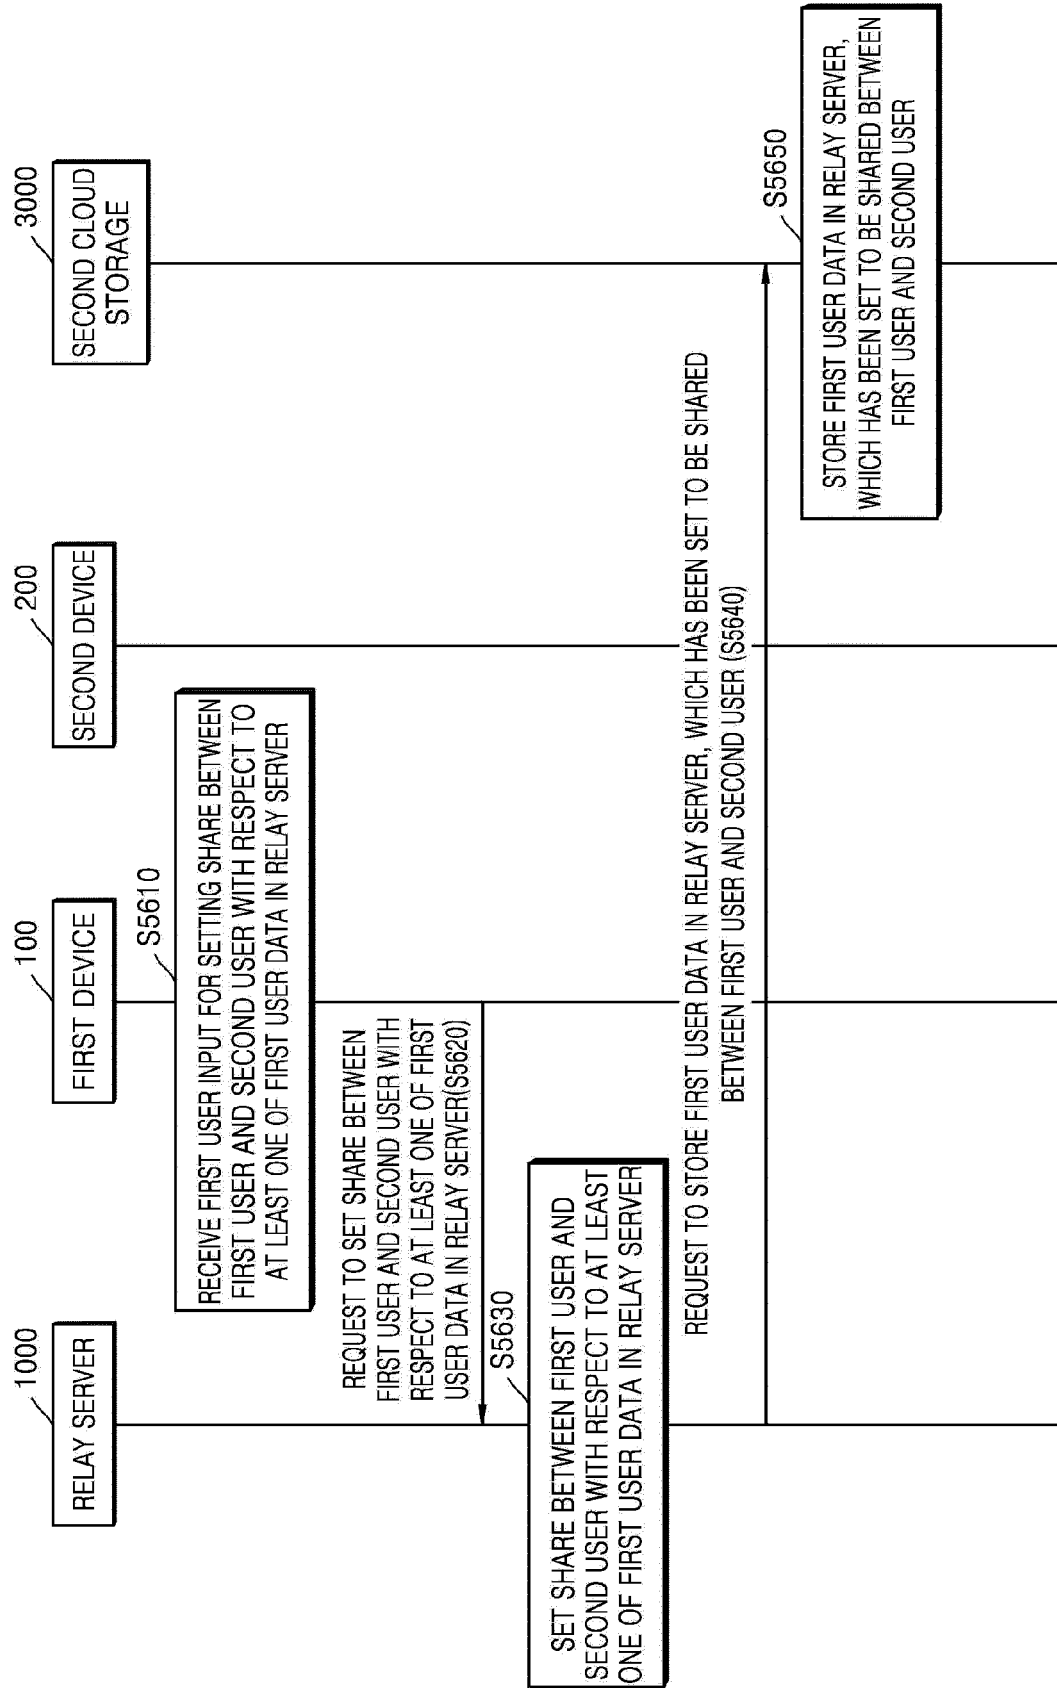 1000
RELAY SERVER
100
FIRST DEVICE
200
SECOND DEVICE
3000
SECOND CLOUD
STORAGE
S5610
RECEIVE FIRST USER INPUT FOR SETTING SHARE BETWEEN
FIRST USER AND SECOND USER WITH RESPECT TO
AT LEAST ONE OF FIRST USER DATA IN RELAY SERVER
REQUEST TO SET SHARE BETWEEN
FIRST USER AND SECOND USER WITH
RESPECT TO AT LEAST ONE OF FIRST
USER DATA IN RELAY SERVER(S5620)
S5630
SET SHARE BETWEEN FIRST USER AND
SECOND USER WITH RESPECT TO AT LEAST
ONE OF FIRST USER DATA IN RELAY SERVER
REQUEST TO STORE FIRST USER DATA IN RELAY SERVER, WHICH HAS BEEN SET TO BE SHARED
BETWEEN FIRST USER AND SECOND USER (S5640)
S5650
STORE FIRST USER DATA IN RELAY SERVER,
WHICH HAS BEEN SET TO BE SHARED BETWEEN
FIRST USER AND SECOND USER